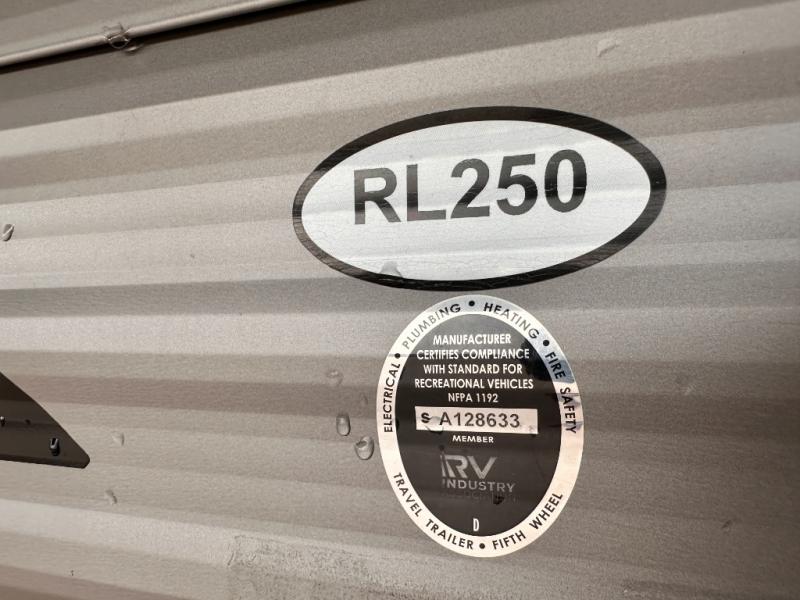 RL250
ELECTRICAL • PLUMBING • HEATING • FIRE SAFETY
MANUFACTURER
CERTIFIES COMPLIANCE
WITH STANDARD FOR
RECREATIONAL VEHICLES
NFPA 1192
S A128633
MEMBER
RV
INDUSTRY
ASSOCIATION
D
TRAVEL TRAILER • FIFTH WHEEL